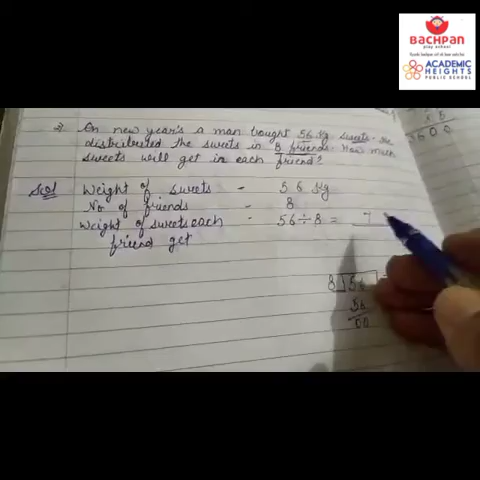 BACHPAN
play school
ACADEMIC
HEIGHTS
PUBLIC SCHOOL
5600
On new year's a man bought 56 Kg sweets. He
distributed the sweets in 8 friends. How much
sweets will get in each friend?
Sol Weight of sweets - 56 Kg
No of friends - 8
Weight of sweets each - 56÷8 = 7
friend get
8 56
56
00